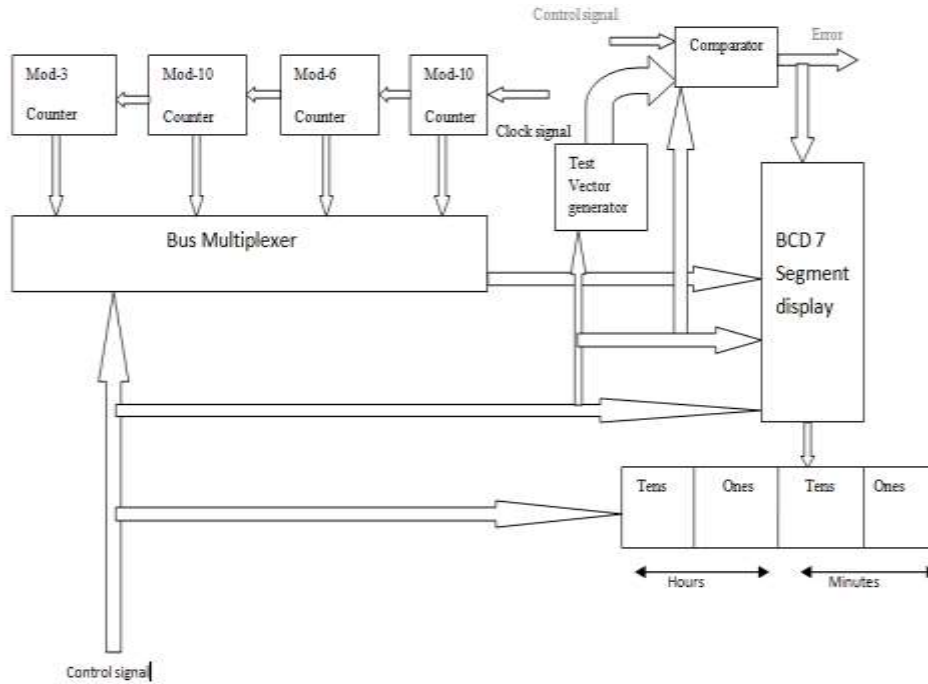 Control signal
Comparator
Error
Mod-3
Counter
Mod-10
Counter
Mod-6
Counter
Mod-10
Counter
Clock signal
Test
Vector
generator
Bus Multiplexer
BCD 7
Segment
display
Tens
Ones
Tens
Ones
Hours
Minutes
Control signal